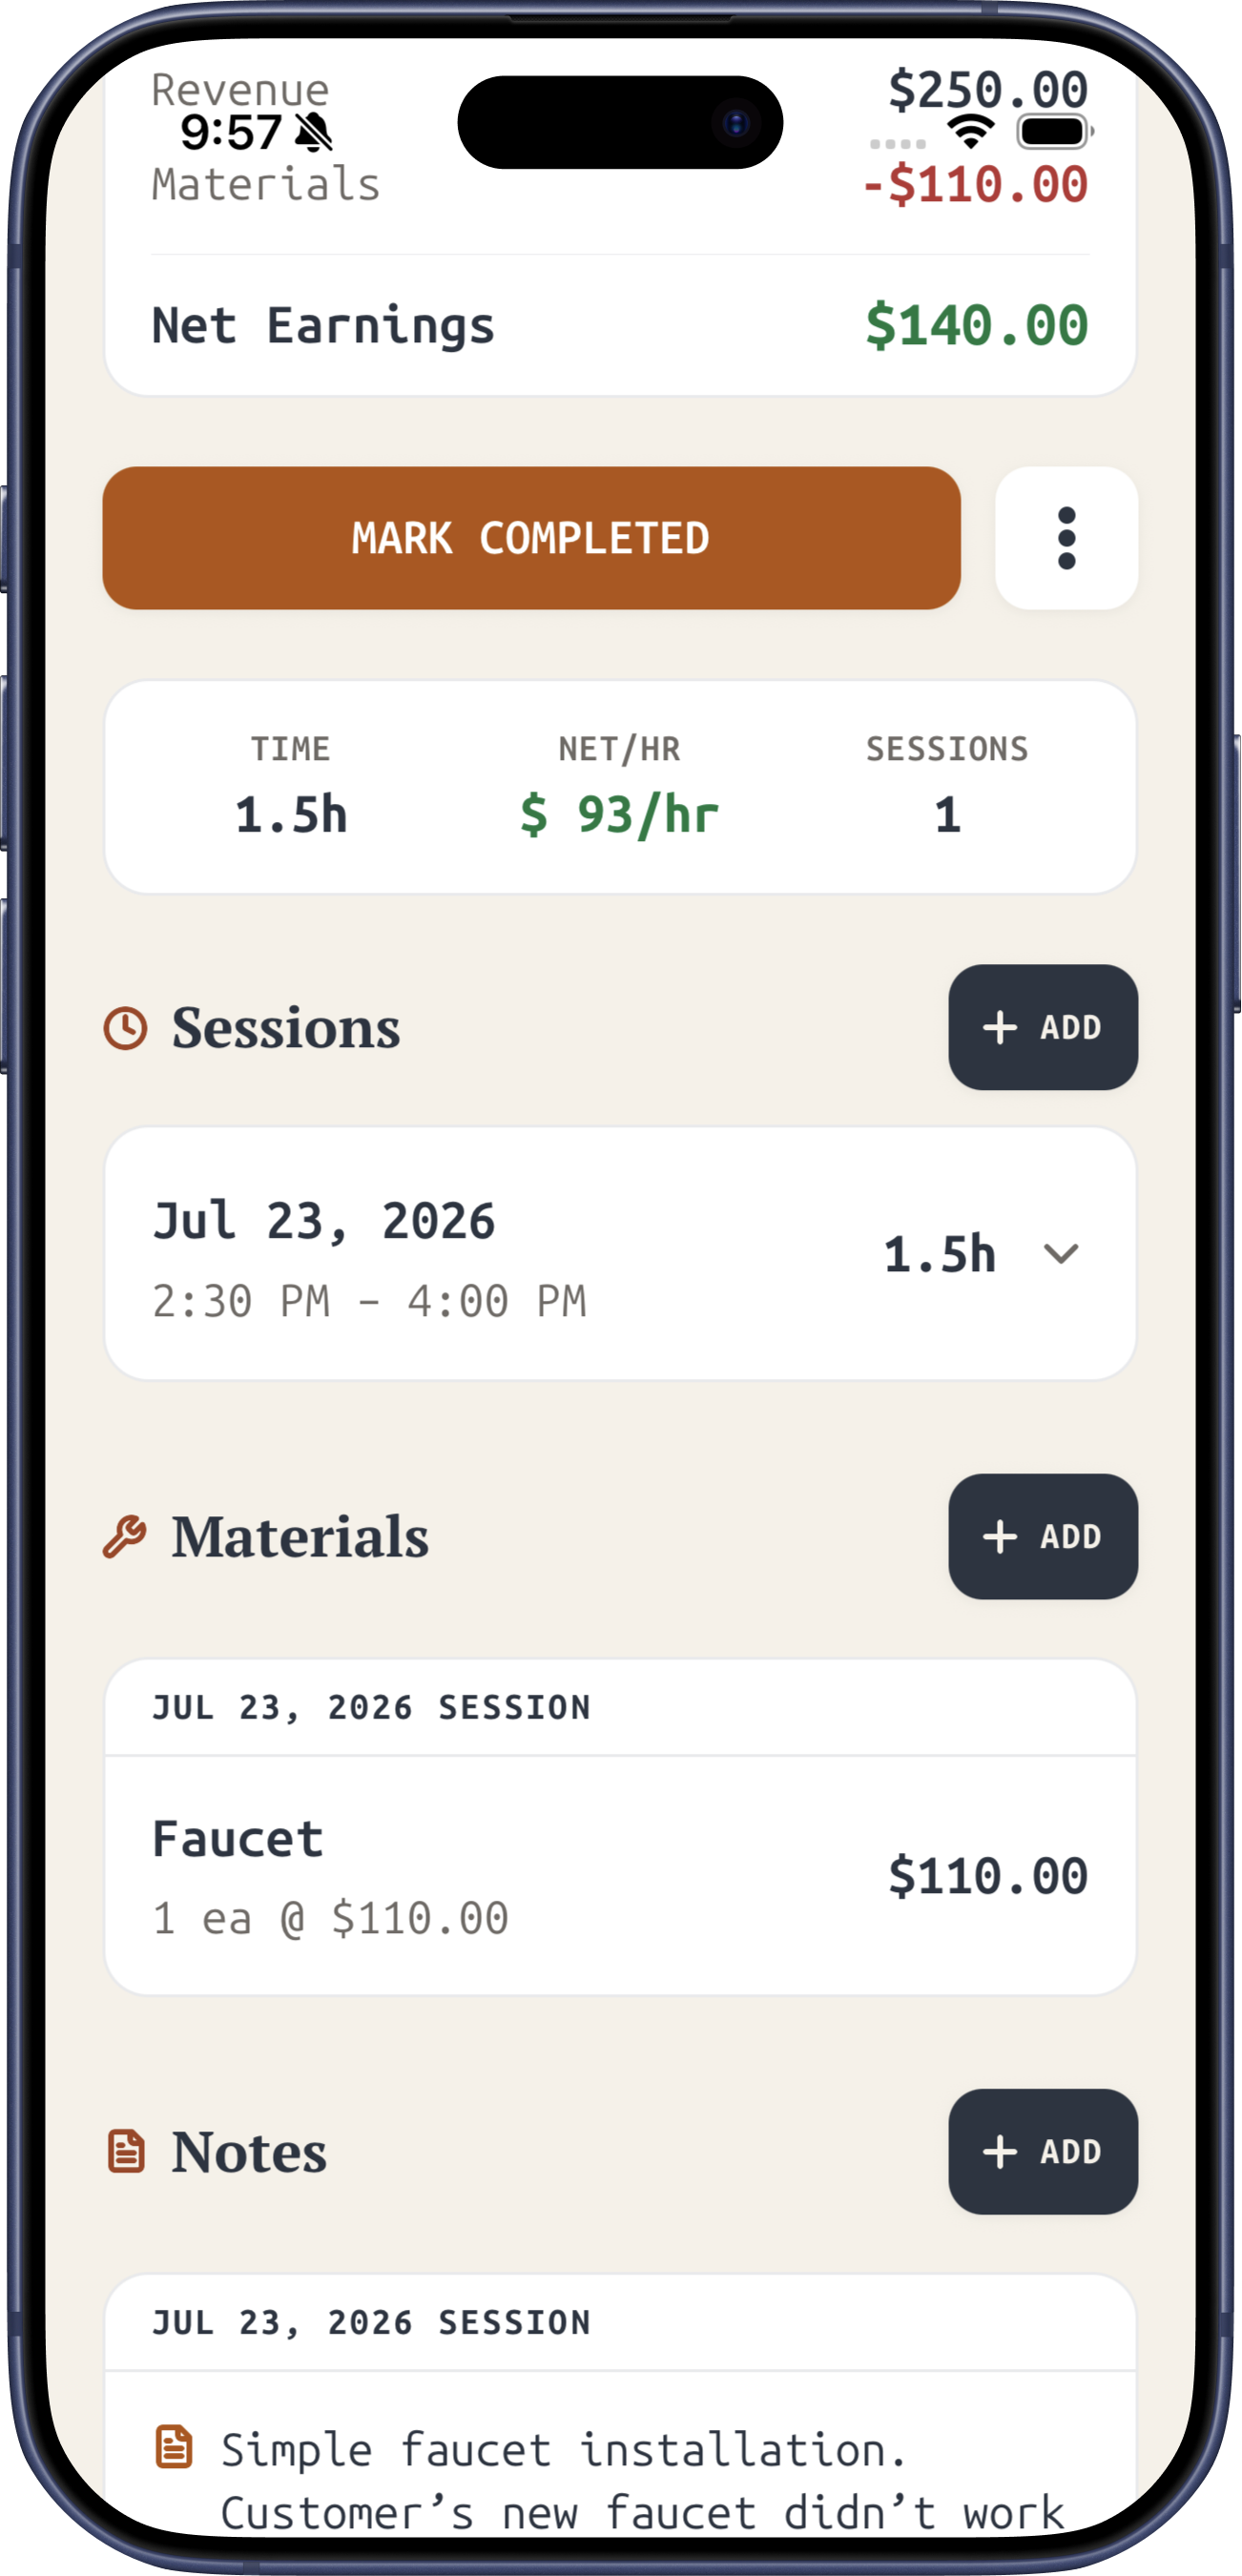 Revenue $250.00
9:57
Materials -$110.00
Net Earnings $140.00
MARK COMPLETED
TIME NET/HR SESSIONS
1.5h $ 93/hr 1
Sessions + ADD
Jul 23, 2026
1.5h
2:30 PM – 4:00 PM
Materials + ADD
JUL 23, 2026 SESSION
Faucet
$110.00
1 ea @ $110.00
Notes + ADD
JUL 23, 2026 SESSION
Simple faucet installation.
Customer’s new faucet didn’t work